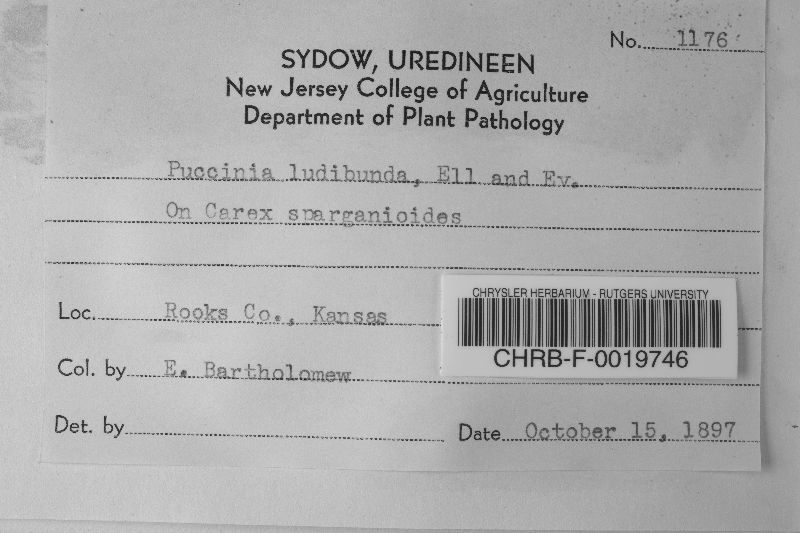 No. 1176
SYDOW, UREDINEEN
New Jersey College of Agriculture
Department of Plant Pathology
Puccinia ludibunda, Ell and Ev.
On Carex sparganioides
Loc. Rooks Co., Kansas
CHRYSLER HERBARIUM - RUTGERS UNIVERSITY
CHRB-F-0019746
Col. by E. Bartholomew
Det. by
Date October 15, 1897